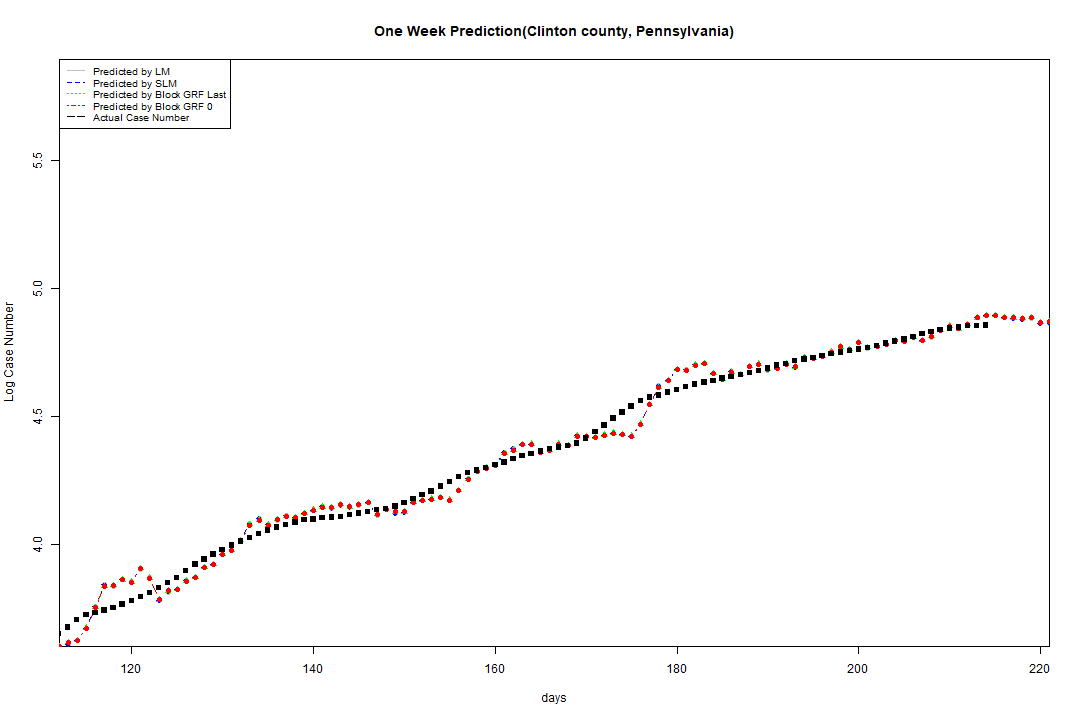 One Week Prediction(Clinton county, Pennsylvania)
Predicted by LM
Predicted by SLM
Predicted by Block GRF Last
Predicted by Block GRF 0
Actual Case Number
5.5
5.0
4.5
4.0
Log Case Number
120 140 160 180 200 220
days